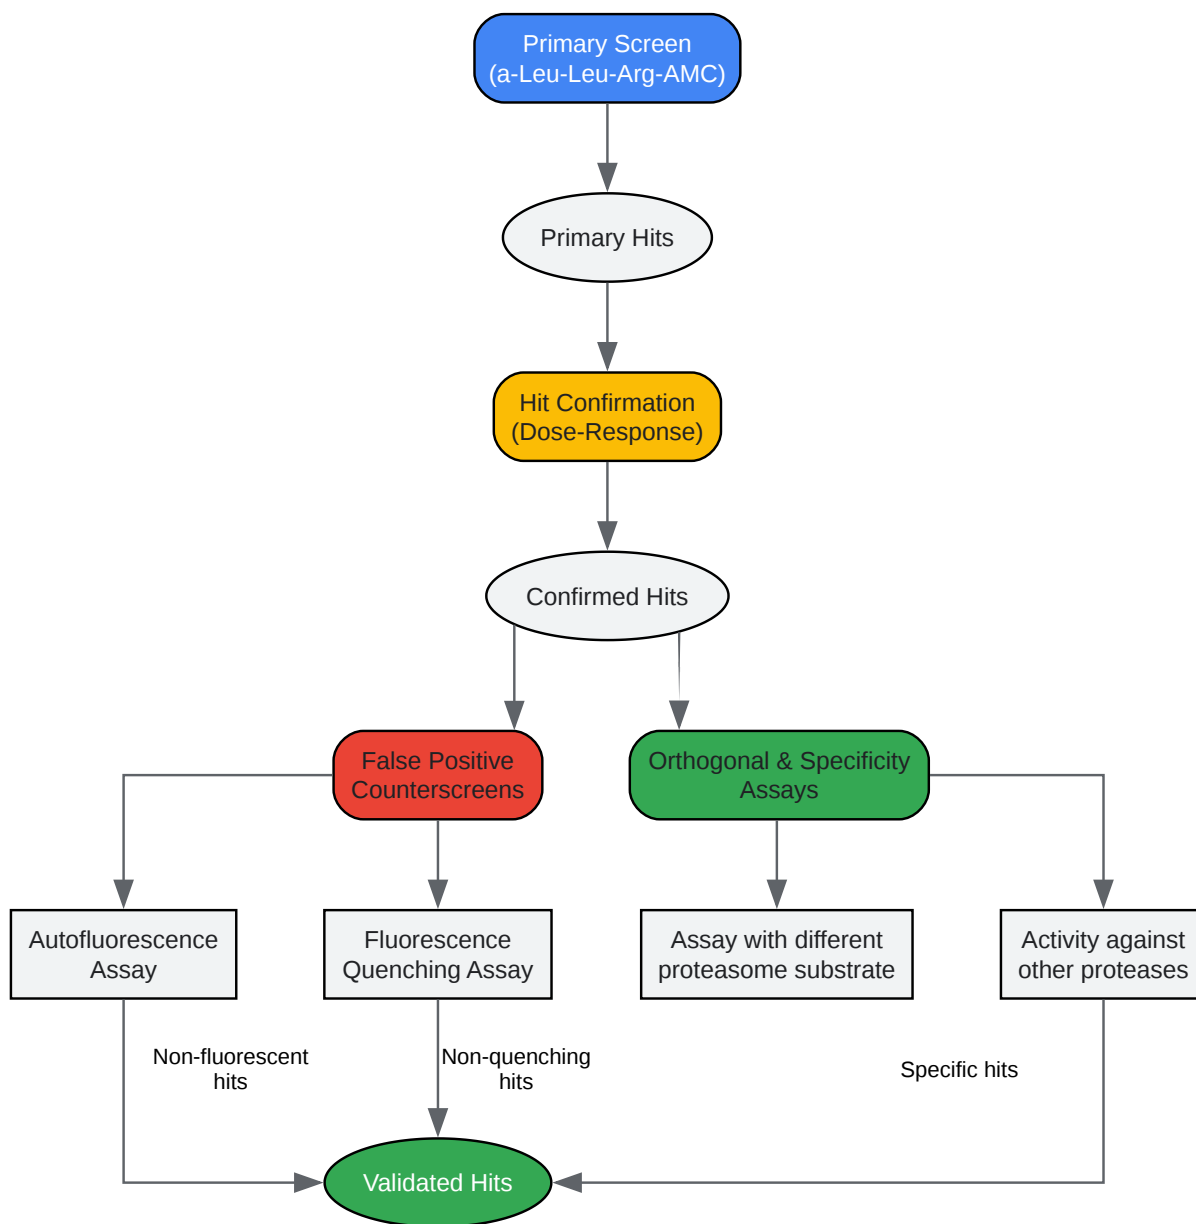 Primary Screen
(a-Leu-Leu-Arg-AMC)
Primary Hits
Hit Confirmation
(Dose-Response)
Confirmed Hits
False Positive
Counterscreens
Orthogonal & Specificity
Assays
Autofluorescence
Assay
Fluorescence
Quenching Assay
Assay with different
proteasome substrate
Activity against
other proteases
Non-fluorescent
hits
Non-quenching
hits
Specific hits
Validated Hits